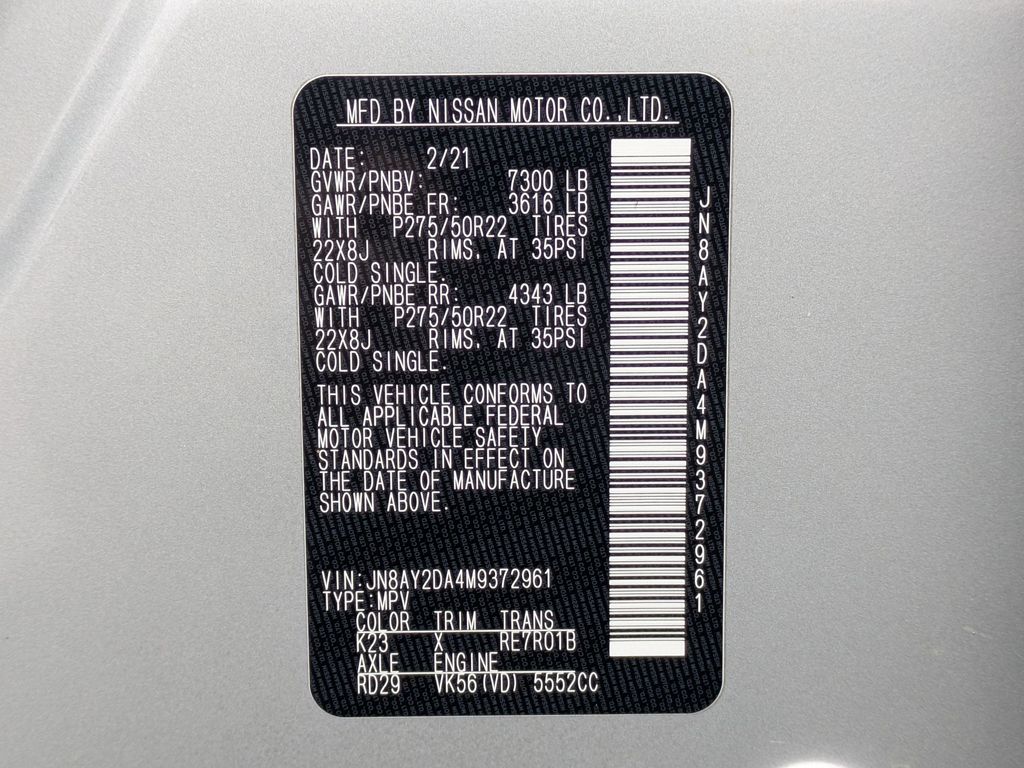 MFD BY NISSAN MOTOR CO.,LTD.
DATE: 2/21
GVWR/PNBV: 7300 LB
GAWR/PNBE FR: 3616 LB
WITH P275/50R22 TIRES
22X8J RIMS, AT 35PSI
COLD SINGLE.
GAWR/PNBE RR: 4343 LB
WITH P275/50R22 TIRES
22X8J RIMS, AT 35PSI
COLD SINGLE.
THIS VEHICLE CONFORMS TO
ALL APPLICABLE FEDERAL
MOTOR VEHICLE SAFETY
STANDARDS IN EFFECT ON
THE DATE OF MANUFACTURE
SHOWN ABOVE.
VIN:JN8AY2DA4M9372961
TYPE:MPV
COLOR TRIM TRANS
K23 X RE7R01B
AXLE ENGINE
RD29 VK56(VD) 5552CC
JN8AY2DA4M9372961